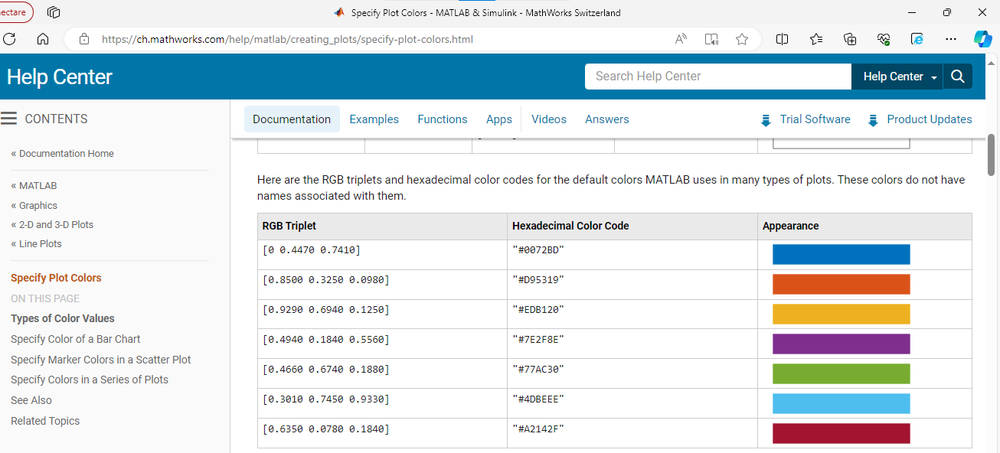 nectare
Specify Plot Colors - MATLAB & Simulink - MathWorks Switzerland
https://ch.mathworks.com/help/matlab/creating_plots/specify-plot-colors.html
Help Center
Search Help Center
Help Center
CONTENTS
« Documentation Home
« MATLAB
« Graphics
« 2-D and 3-D Plots
« Line Plots
Specify Plot Colors
ON THIS PAGE
Types of Color Values
Specify Color of a Bar Chart
Specify Marker Colors in a Scatter Plot
Specify Colors in a Series of Plots
See Also
Related Topics
Documentation Examples Functions Apps Videos Answers Trial Software Product Updates
Here are the RGB triplets and hexadecimal color codes for the default colors MATLAB uses in many types of plots. These colors do not have
names associated with them.
RGB Triplet Hexadecimal Color Code Appearance
[0 0.4470 0.7410] "#0072BD"
[0.8500 0.3250 0.0980] "#D95319"
[0.9290 0.6940 0.1250] "#EDB120"
[0.4940 0.1840 0.5560] "#7E2F8E"
[0.4660 0.6740 0.1880] "#77AC30"
[0.3010 0.7450 0.9330] "#4DBEEE"
[0.6350 0.0780 0.1840] "#A2142F"